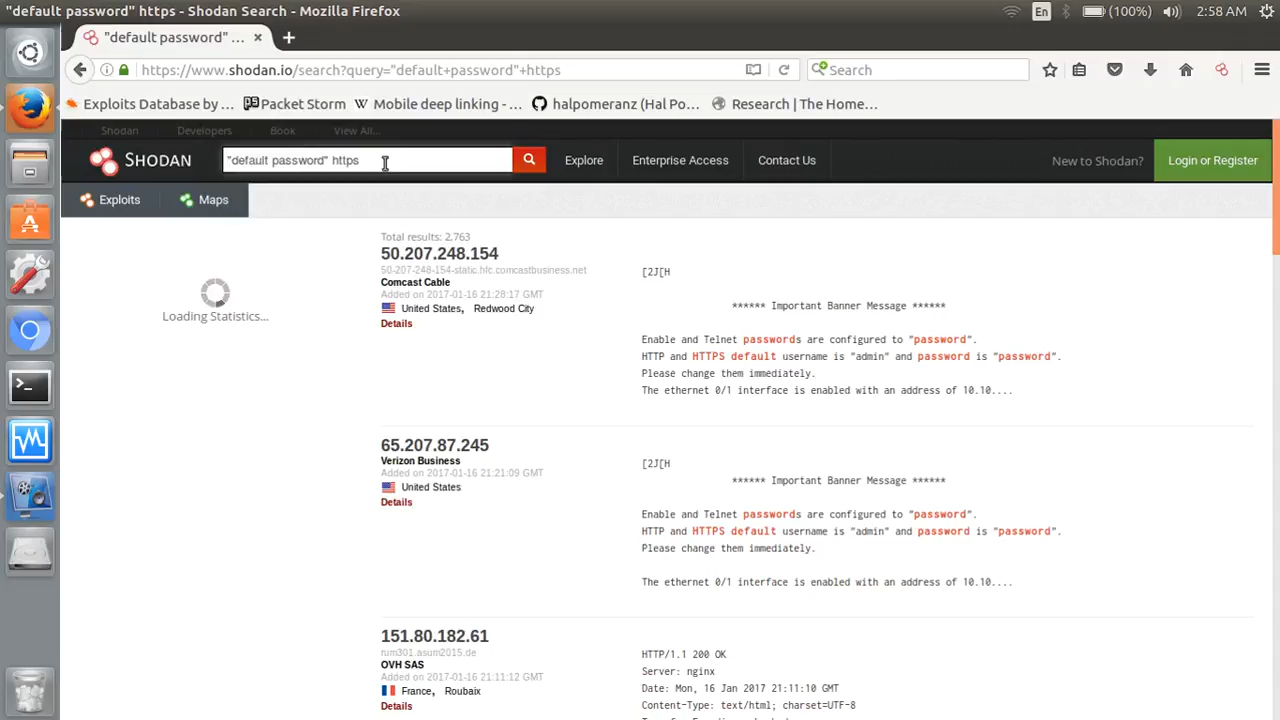 "default password" https - Shodan Search - Mozilla Firefox
En
(100%)
2:58 AM
"default password" ...
https://www.shodan.io/search?query="default+password"+https
Search
Exploits Database by ...
Packet Storm
Mobile deep linking - ...
halpomeranz (Hal Po...
Research | The Home...
Shodan
Developers
Book
View All...
SHODAN
"default password" https
Explore
Enterprise Access
Contact Us
New to Shodan?
Login or Register
Exploits
Maps
Loading Statistics...
Total results: 2,763
50.207.248.154
50-207-248-154-static.hfc.comcastbusiness.net
Comcast Cable
Added on 2017-01-16 21:28:17 GMT
United States, Redwood City
Details
[2J[H
****** Important Banner Message ******
Enable and Telnet passwords are configured to "password".
HTTP and HTTPS default username is "admin" and password is "password".
Please change them immediately.
The ethernet 0/1 interface is enabled with an address of 10.10....
65.207.87.245
Verizon Business
Added on 2017-01-16 21:21:09 GMT
United States
Details
[2J[H
****** Important Banner Message ******
Enable and Telnet passwords are configured to "password".
HTTP and HTTPS default username is "admin" and password is "password".
Please change them immediately.
The ethernet 0/1 interface is enabled with an address of 10.10....
151.80.182.61
rum301.asum2015.de
OVH SAS
Added on 2017-01-16 21:11:12 GMT
France, Roubaix
Details
HTTP/1.1 200 OK
Server: nginx
Date: Mon, 16 Jan 2017 21:11:10 GMT
Content-Type: text/html; charset=UTF-8